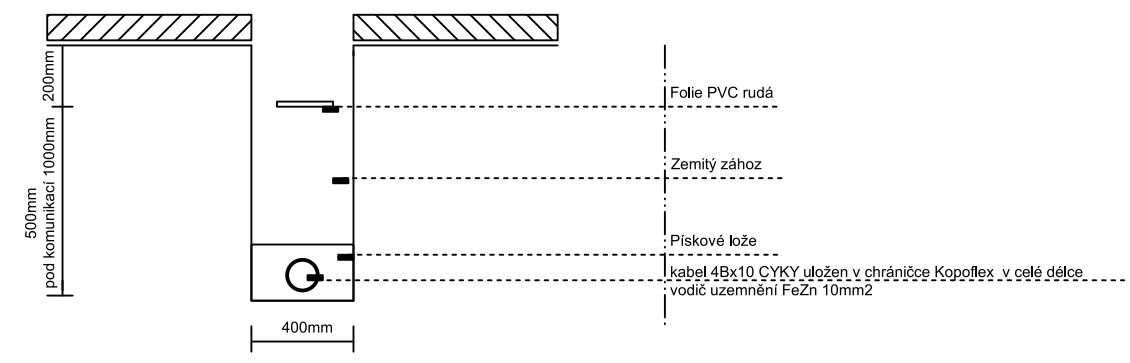 200mm
Folie PVC rudá
500mm
pod komunikací 1000mm
Zemitý zához
Pískové lože
kabel 4Bx10 CYKY uložen v chráničce Kopoflex v celé délce
vodič uzemnění FeZn 10mm2
400mm